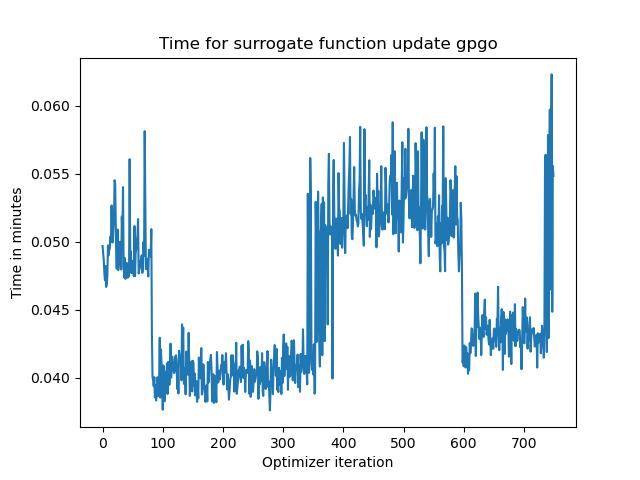 Time for surrogate function update gpgo
Time in minutes
0.060
0.055
0.050
0.045
0.040
0 100 200 300 400 500 600 700
Optimizer iteration